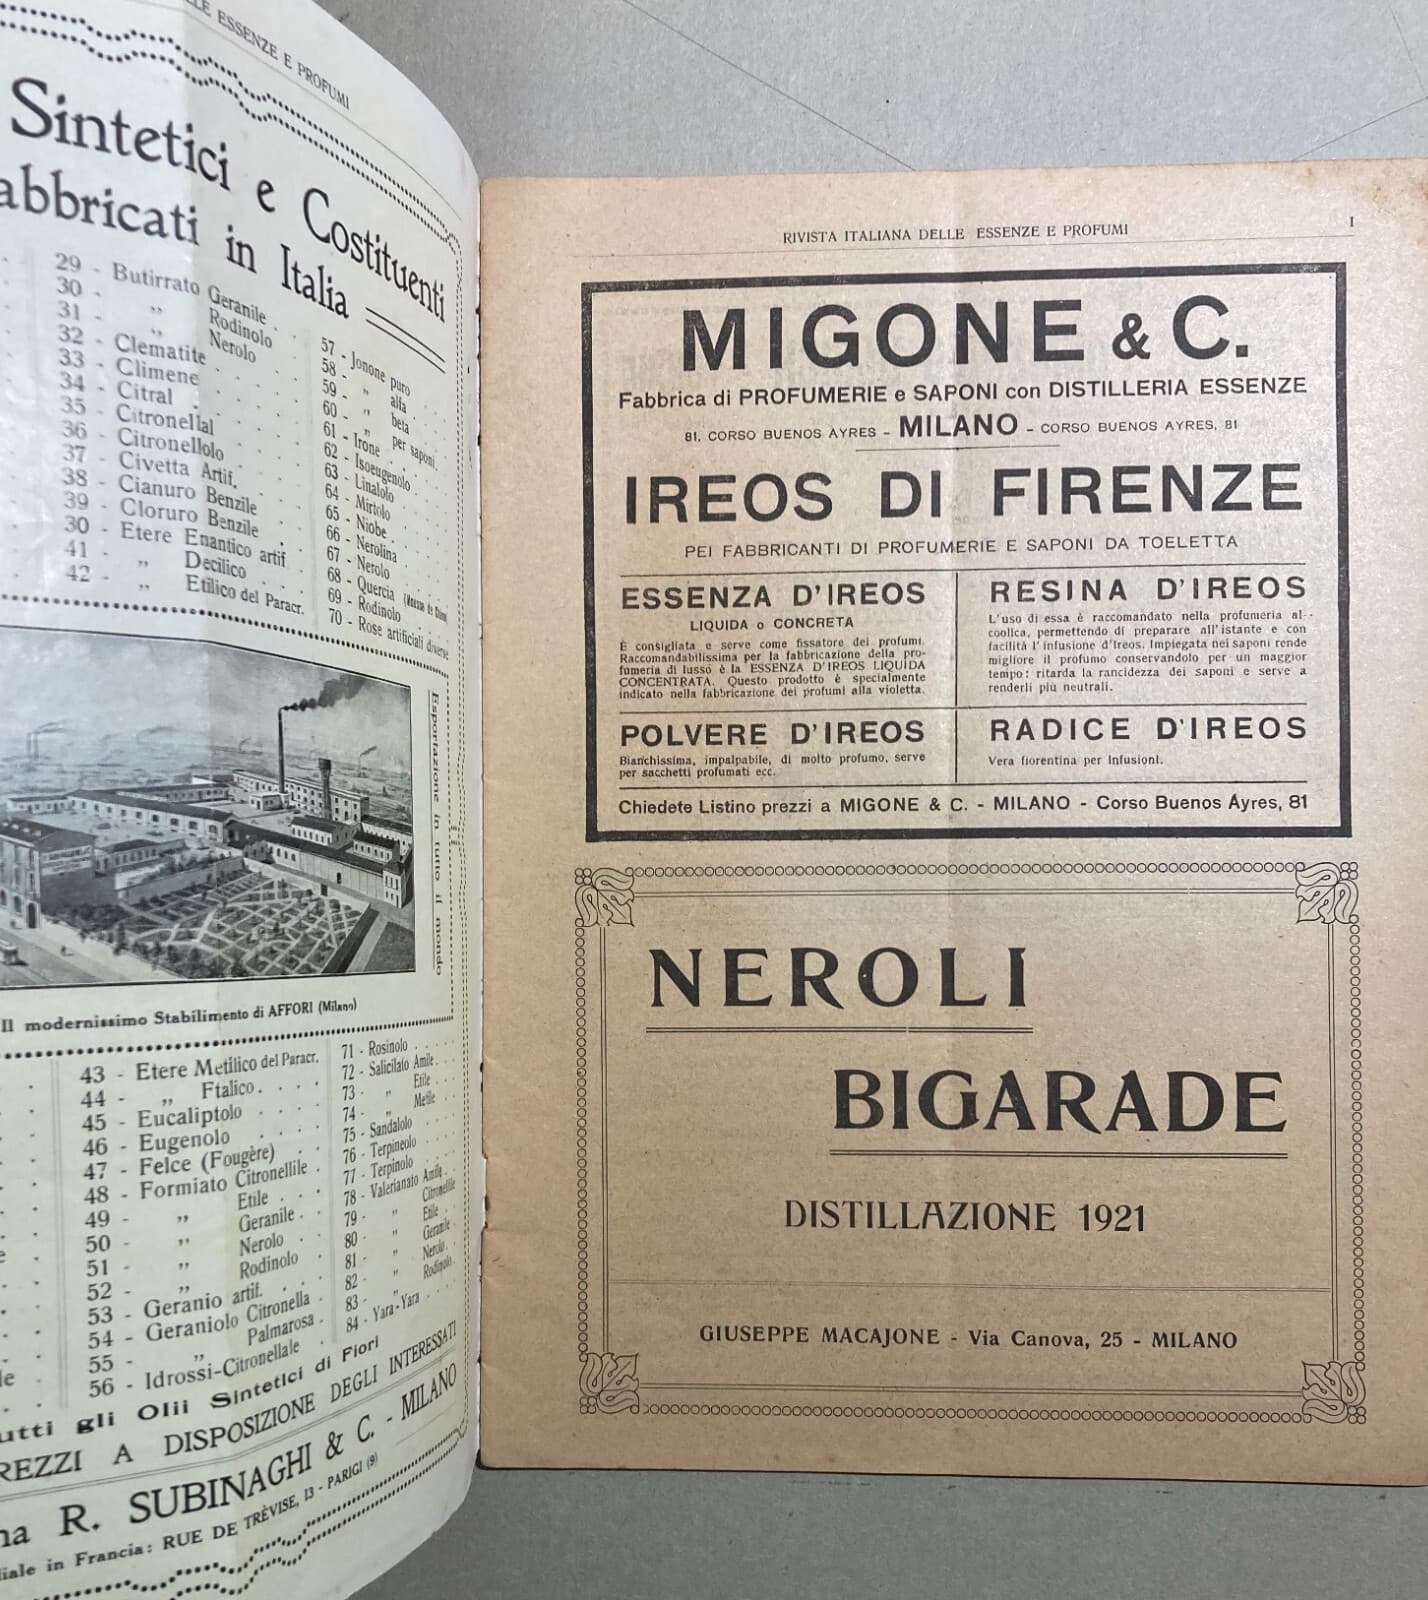 ESSENZE E PROFUMI
Sintetici e Costituenti
in Italia
29 - Butirrato Geranile
30 - „ Rodinolo
31 - „ Nerolo
32 - Clematite
33 - Climene
34 - Citral
35 - Citronellal
36 - Citronellolo
37 - Civetta Artif.
38 - Cianuro Benzile
39 - Cloruro Benzile
30 - Etere Enantico artif
41 - „ Decilico
42 - „ Etilico del Paracr.
57 - Jonone puro
58 - „ alfa
59 - „ beta
60 - „ per saponi.
61 - Irone
62 - Isoeugenolo
63 - Linalolo
64 - Mirtolo
65 - Niobe
66 - Nerolina
67 - Nerolo
68 - Quercia
69 - Rodinolo
70 - Rose artificiali diverse
Esportazione in tutto il mondo
Il modernissimo Stabilimento di AFFORI (Milano)
43 - Etere Metilico del Paracr.
44 - „ Ftalico
45 - Eucaliptolo
46 - Eugenolo
47 - Felce (Fougère)
48 - Formiato Citronellile
49 - „ Etile
50 - „ Geranile
51 - „ Nerolo
52 - „ Rodinolo
53 - Geranio artif.
54 - Geraniolo Citronella
55 - „ Palmarosa
56 - Idrossi-Citronellale
71 - Rosinolo
72 - Salicilato Amile
73 - „ Etile
74 - „ Metile
75 - Sandalolo
76 - Terpineolo
77 - Terpinolo
78 - Valerianato Amile
79 - „ Citronellile
80 - „ Etile
81 - „ Geranile
82 - „ Nerolo
83 - „ Rodinolo
84 - Yara-Yara
gli Olii Sintetici di Fiori
A DISPOSIZIONE DEGLI INTERESSATI
R. SUBINAGHI & C. - MILANO
in Francia: RUE DE TRÈVISE, 13 - PARIGI (9)
RIVISTA ITALIANA DELLE ESSENZE E PROFUMI
I
MIGONE & C.
Fabbrica di PROFUMERIE e SAPONI con DISTILLERIA ESSENZE
81, CORSO BUENOS AYRES - MILANO - CORSO BUENOS AYRES, 81
IREOS DI FIRENZE
PEI FABBRICANTI DI PROFUMERIE E SAPONI DA TOELETTA
ESSENZA D'IREOS
LIQUIDA o CONCRETA
È consigliata e serve come fissatore dei profumi.
Raccomandabilissima per la fabbricazione della pro-
fumeria di lusso è la ESSENZA D'IREOS LIQUIDA
CONCENTRATA. Questo prodotto è specialmente
indicato nella fabbricazione dei profumi alla violetta.
RESINA D'IREOS
L'uso di essa è raccomandato nella profumeria al-
coolica, permettendo di preparare all'istante e con
facilità l'infusione d'Ireos. Impiegata nei saponi rende
migliore il profumo conservandolo per un maggior
tempo: ritarda la rancidezza dei saponi e serve a
renderli più neutrali.
POLVERE D'IREOS
Bianchissima, impalpabile, di molto profumo, serve
per sacchetti profumati ecc.
RADICE D'IREOS
Vera fiorentina per infusioni.
Chiedete Listino prezzi a MIGONE & C. - MILANO - Corso Buenos Ayres, 81
NEROLI
BIGARADE
DISTILLAZIONE 1921
GIUSEPPE MACAJONE - Via Canova, 25 - MILANO